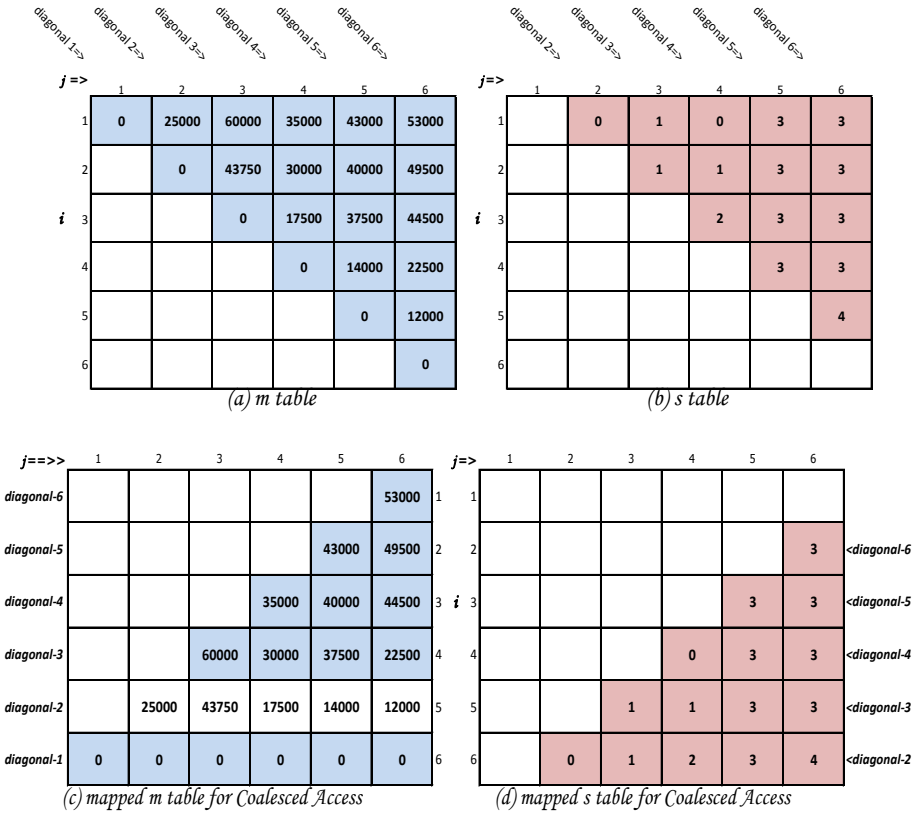 diagonal 1=> diagonal 2=> diagonal 3=> diagonal 4=> diagonal 5=> diagonal 6=>
j =>
1 2 3 4 5 6
1 0 25000 60000 35000 43000 53000
2 0 43750 30000 40000 49500
i 3 0 17500 37500 44500
4 0 14000 22500
5 0 12000
6 0
(a) m table
diagonal 2=> diagonal 3=> diagonal 4=> diagonal 5=> diagonal 6=>
j=>
1 2 3 4 5 6
1 0 1 0 3 3
2 1 1 3 3
i 3 2 3 3
4 3 3
5 4
6
(b) s table
j==>> 1 2 3 4 5 6
diagonal-6 53000 1
diagonal-5 43000 49500 2
diagonal-4 35000 40000 44500 3
diagonal-3 60000 30000 37500 22500 4
diagonal-2 25000 43750 17500 14000 12000 5
diagonal-1 0 0 0 0 0 0 6
(c) mapped m table for Coalesced Access
j=> 1 2 3 4 5 6
1
2 3 <diagonal-6
i 3 3 3 <diagonal-5
4 0 3 3 <diagonal-4
5 1 1 3 3 <diagonal-3
6 0 1 2 3 4 <diagonal-2
(d) mapped s table for Coalesced Access